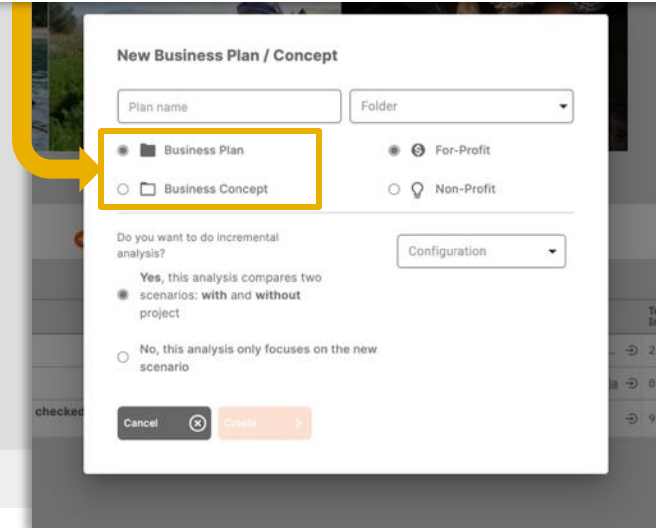 New Business Plan / Concept
Plan name
Folder
Business Plan
For-Profit
Business Concept
Non-Profit
Do you want to do incremental
analysis?
Configuration
Yes, this analysis compares two
scenarios: with and without
project
No, this analysis only focuses on the new
scenario
checked
Cancel
Create